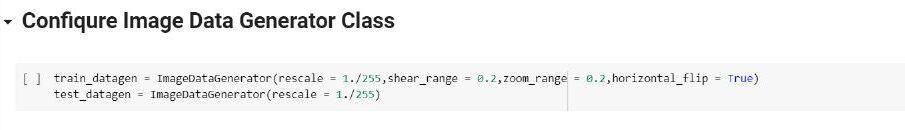 Configure Image Data Generator Class
[ ] train_datagen = ImageDataGenerator(rescale = 1./255,shear_range = 0.2,zoom_range = 0.2,horizontal_flip = True)
test_datagen = ImageDataGenerator(rescale = 1./255)